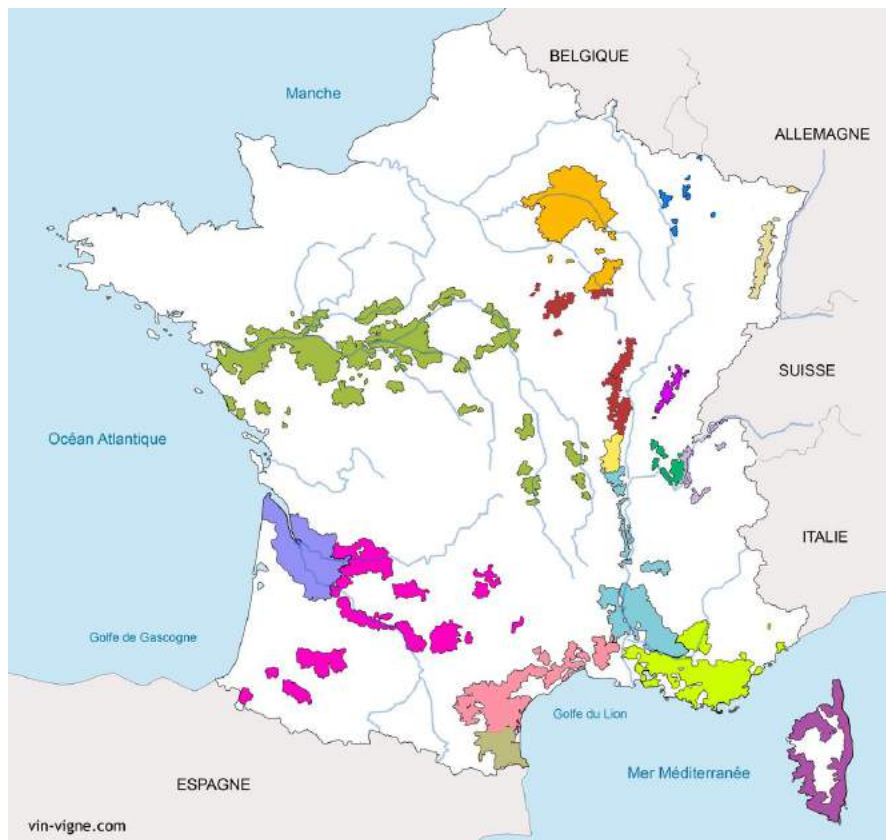 BELGIQUE
Manche
ALLEMAGNE
SUISSE
Océan Atlantique
ITALIE
Golfe de Gascogne
Golfe du Lion
Mer Méditerranée
ESPAGNE
vin-vigne.com